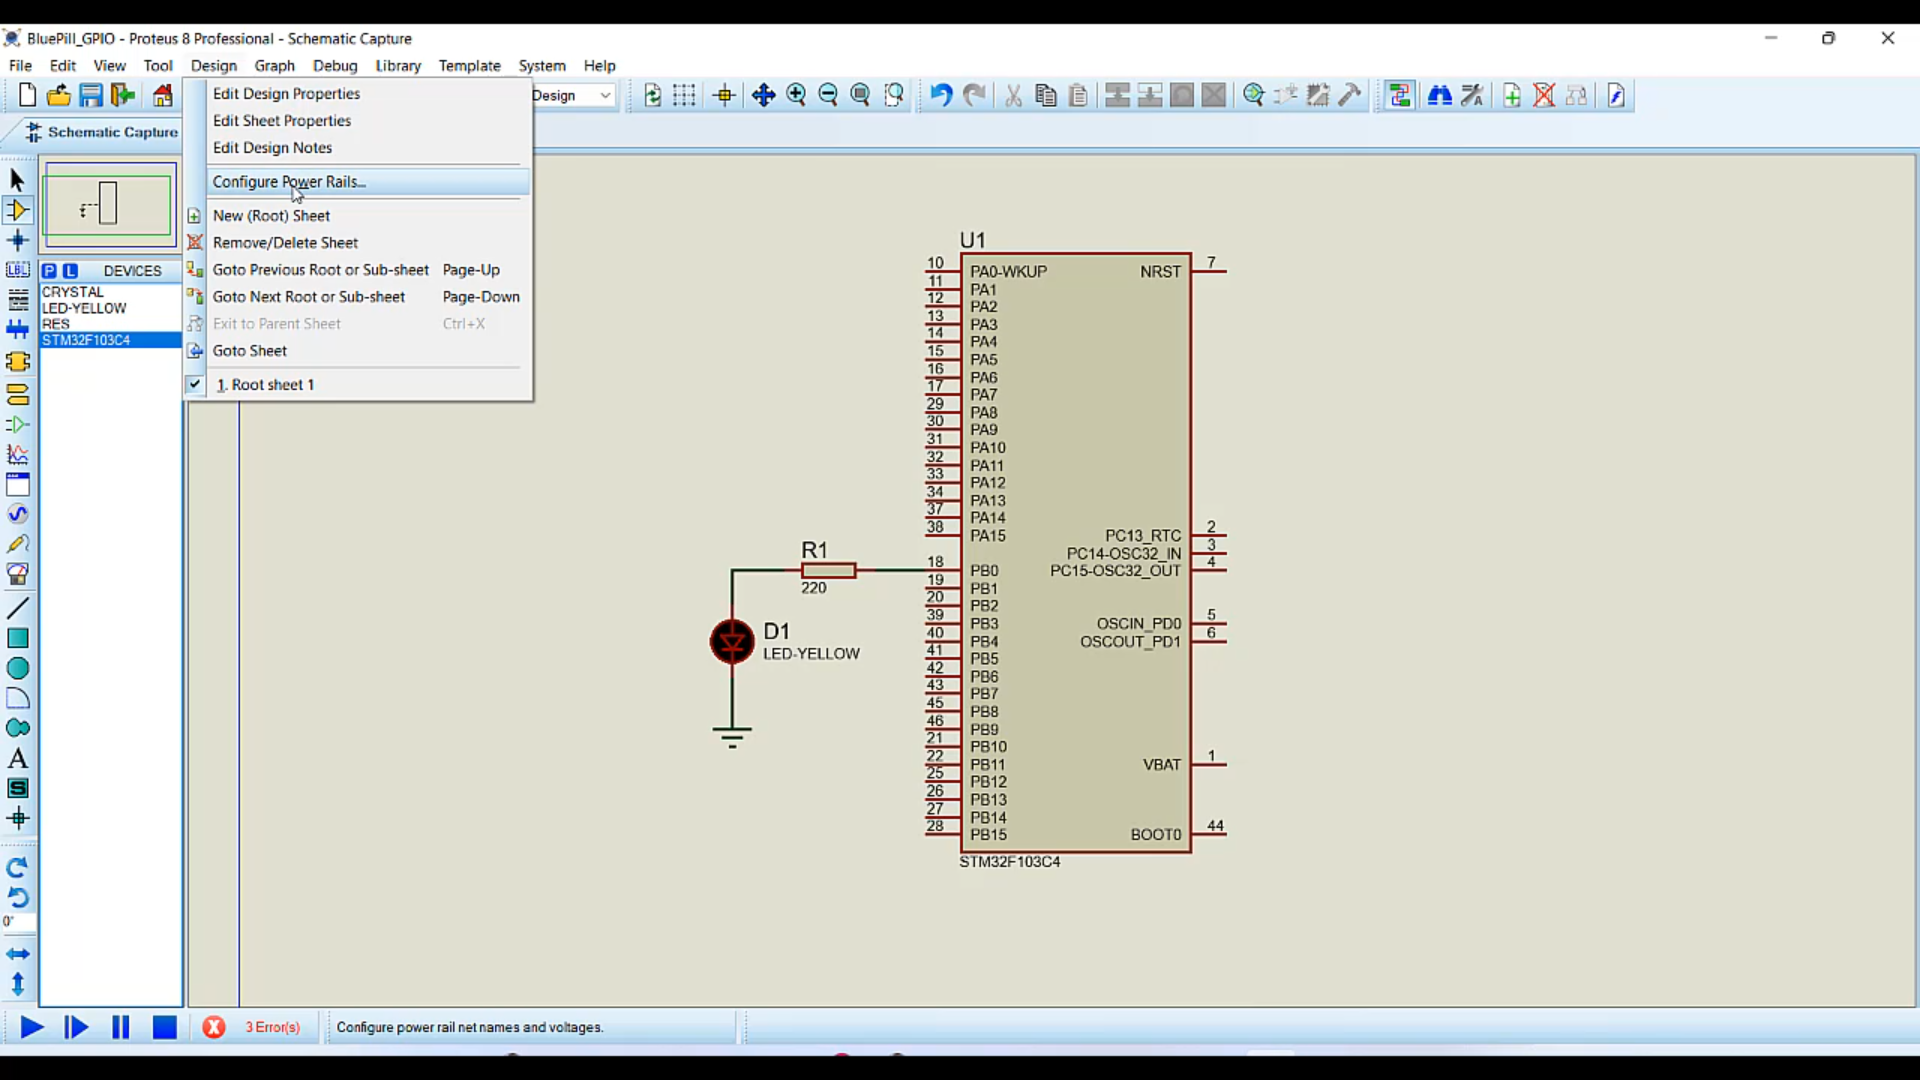 BluePill_GPIO - Proteus 8 Professional - Schematic Capture
File Edit View Tool Design Graph Debug Library Template System Help
Design
Schematic Capture
Edit Design Properties
Edit Sheet Properties
Edit Design Notes
Configure Power Rails...
New (Root) Sheet
Remove/Delete Sheet
Goto Previous Root or Sub-sheet Page-Up
Goto Next Root or Sub-sheet Page-Down
Exit to Parent Sheet Ctrl+X
Goto Sheet
1. Root sheet 1
LBL
P L DEVICES
CRYSTAL
LED-YELLOW
RES
STM32F103C4
A
S
0°
U1
10 PA0-WKUP NRST 7
11 PA1
12 PA2
13 PA3
14 PA4
15 PA5
16 PA6
17 PA7
29 PA8
30 PA9
31 PA10
32 PA11
33 PA12
34 PA13
37 PA14
38 PA15 PC13_RTC 2
PC14-OSC32_IN 3
18 PB0 PC15-OSC32_OUT 4
19 PB1
20 PB2
39 PB3 OSCIN_PD0 5
40 PB4 OSCOUT_PD1 6
41 PB5
42 PB6
43 PB7
45 PB8
46 PB9
21 PB10
22 PB11 VBAT 1
25 PB12
26 PB13
27 PB14
28 PB15 BOOT0 44
STM32F103C4
R1
220
D1
LED-YELLOW
3 Error(s) Configure power rail net names and voltages.